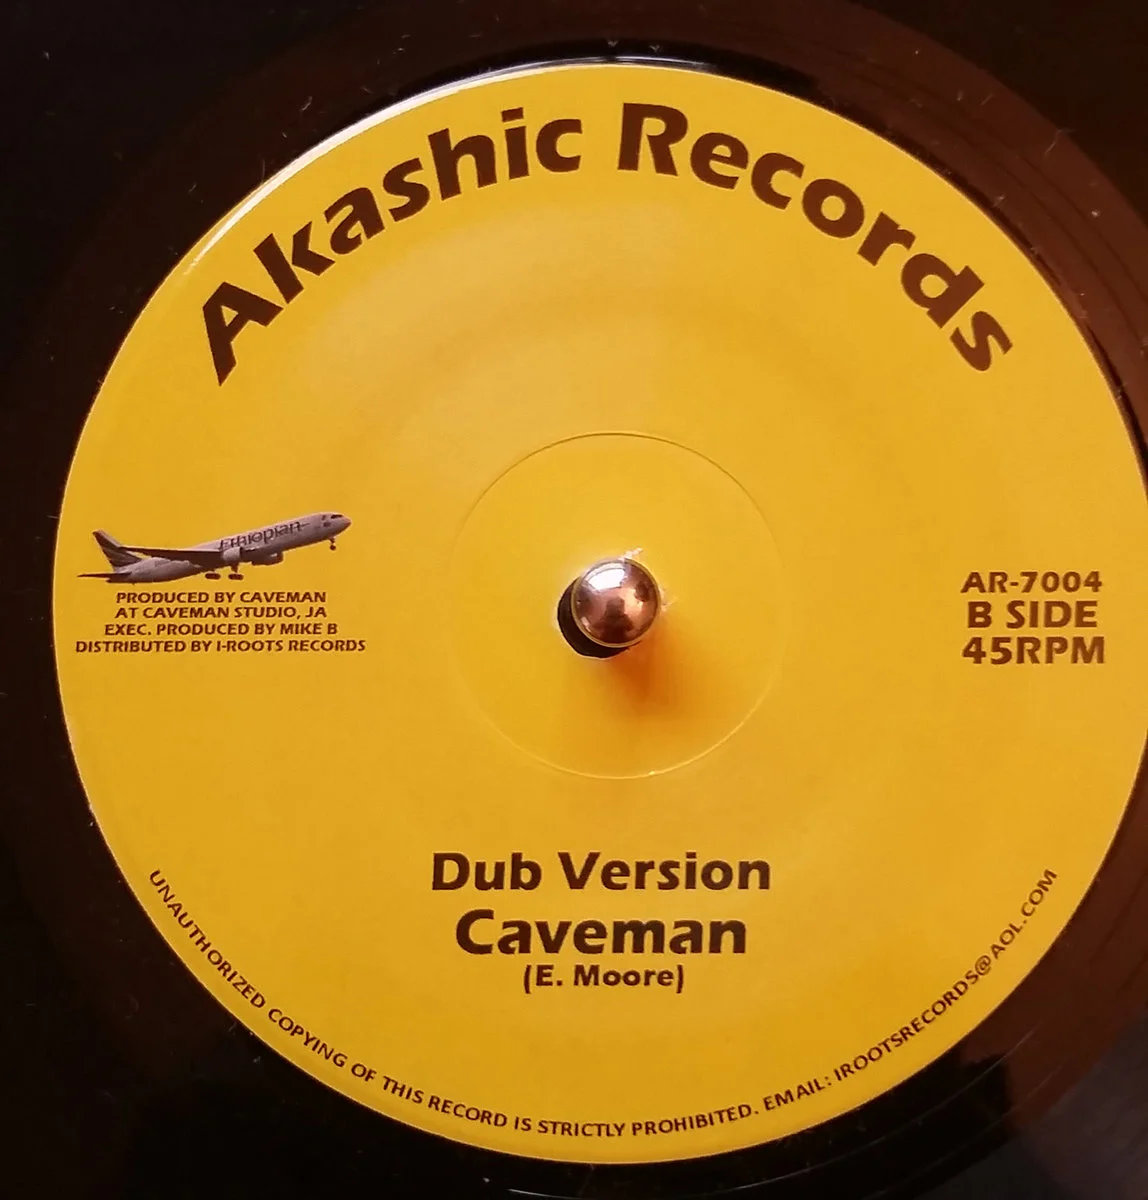 Akashic Records
Ethiopian
PRODUCED BY CAVEMAN
AT CAVEMAN STUDIO, JA
EXEC. PRODUCED BY MIKE B
DISTRIBUTED BY I-ROOTS RECORDS
AR-7004
B SIDE
45RPM
Dub Version
Caveman
(E. Moore)
UNAUTHORIZED COPYING OF THIS RECORD IS STRICTLY PROHIBITED. EMAIL: IROOTSRECORDS@AOL.COM